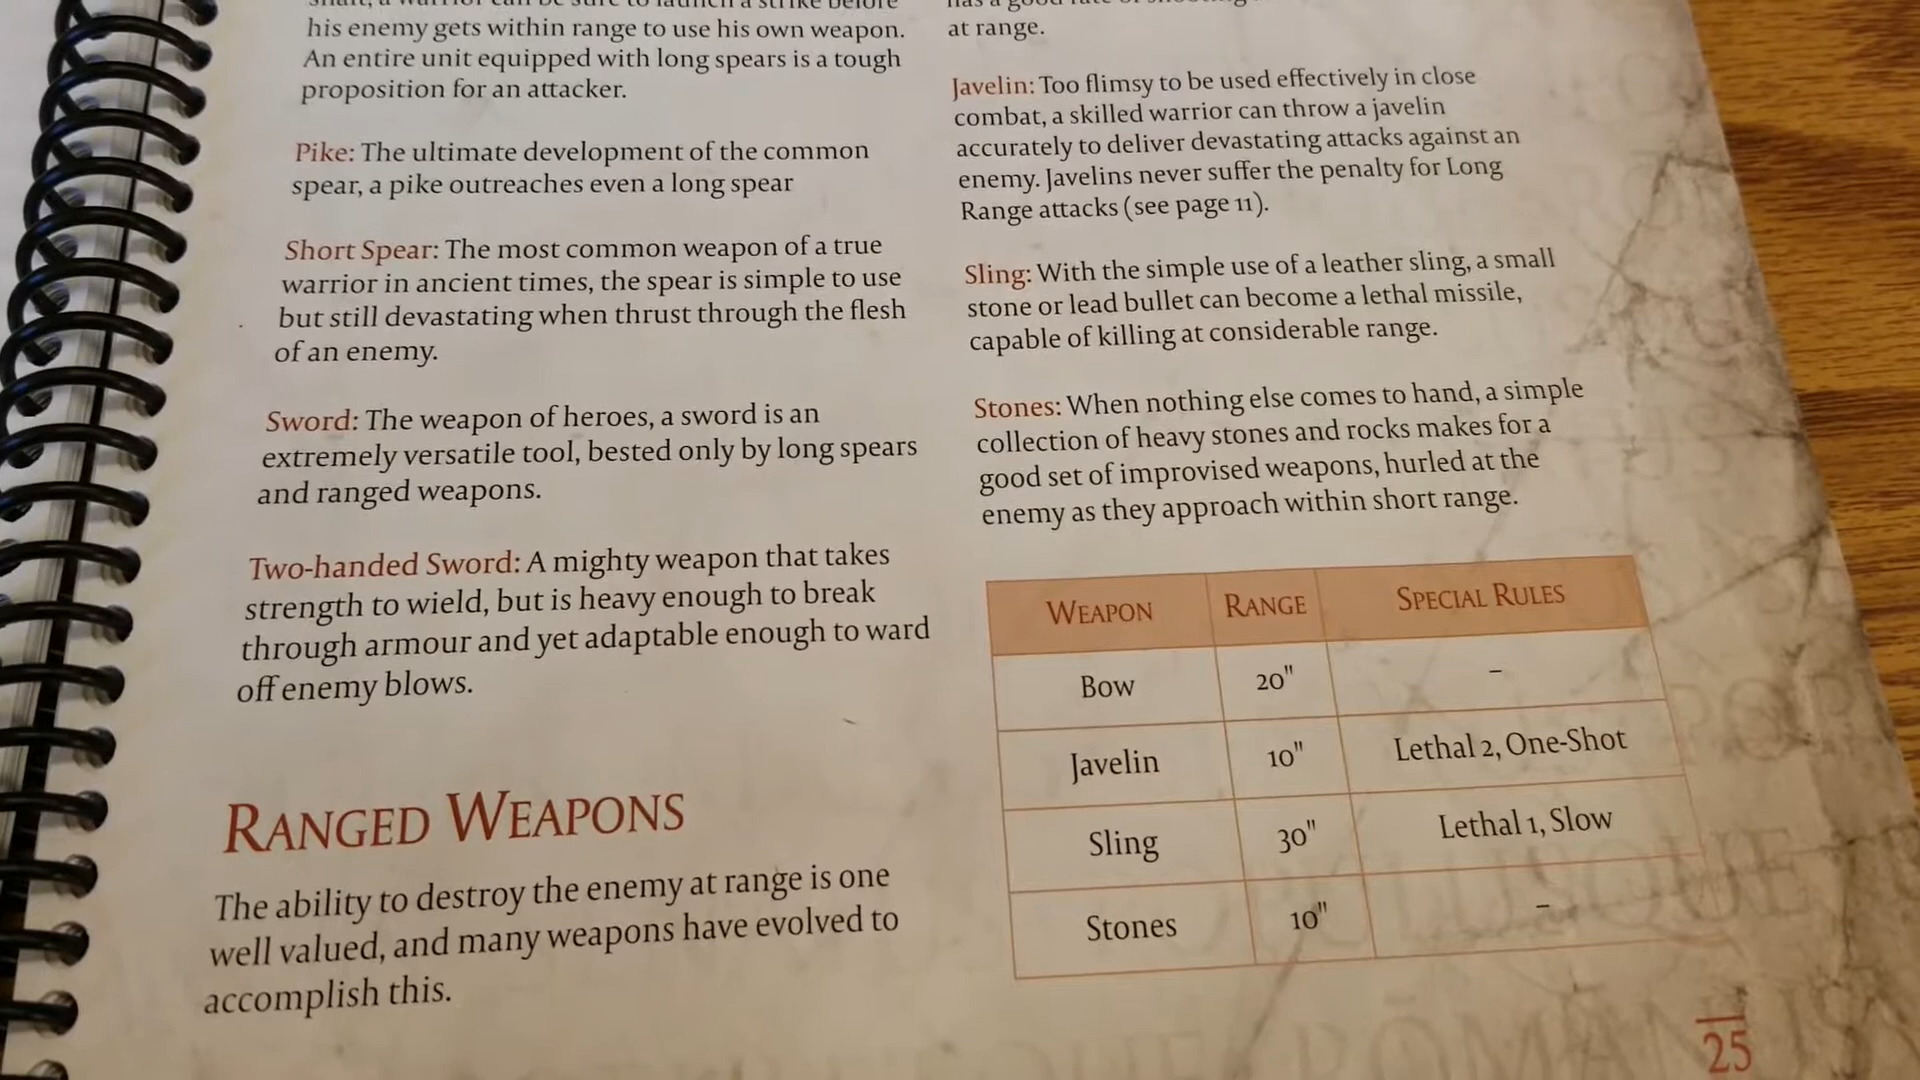 his enemy gets within range to use his own weapon.
An entire unit equipped with long spears is a tough
proposition for an attacker.
Pike: The ultimate development of the common
spear, a pike outreaches even a long spear
Short Spear: The most common weapon of a true
warrior in ancient times, the spear is simple to use
but still devastating when thrust through the flesh
of an enemy.
Sword: The weapon of heroes, a sword is an
extremely versatile tool, bested only by long spears
and ranged weapons.
Two-handed Sword: A mighty weapon that takes
strength to wield, but is heavy enough to break
through armour and yet adaptable enough to ward
off enemy blows.
RANGED WEAPONS
The ability to destroy the enemy at range is one
well valued, and many weapons have evolved to
accomplish this.
at range.
Javelin: Too flimsy to be used effectively in close
combat, a skilled warrior can throw a javelin
accurately to deliver devastating attacks against an
enemy. Javelins never suffer the penalty for Long
Range attacks (see page 11).
Sling: With the simple use of a leather sling, a small
stone or lead bullet can become a lethal missile,
capable of killing at considerable range.
Stones: When nothing else comes to hand, a simple
collection of heavy stones and rocks makes for a
good set of improvised weapons, hurled at the
enemy as they approach within short range.
WEAPON RANGE SPECIAL RULES
Bow 20" –
Javelin 10" Lethal 2, One-Shot
Sling 30" Lethal 1, Slow
Stones 10" –
25